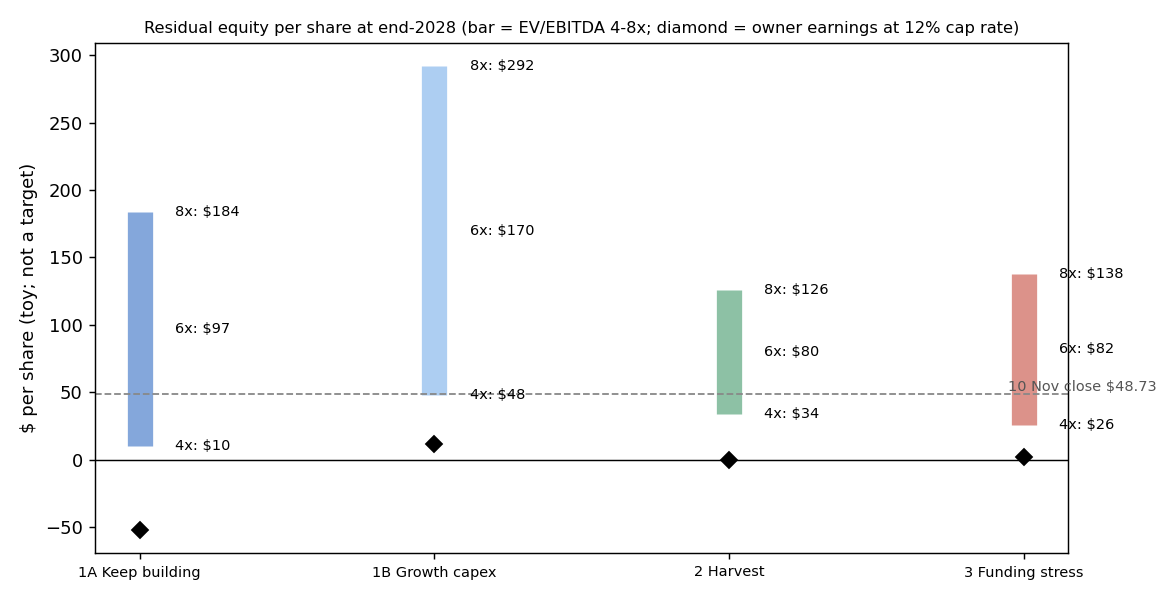 Residual equity per share at end-2028 (bar = EV/EBITDA 4-8x; diamond = owner earnings at 12% cap rate)
$ per share (toy; not a target)
300
250
200
150
100
50
0
−50
8x: $184
6x: $97
4x: $10
8x: $292
6x: $170
4x: $48
8x: $126
6x: $80
4x: $34
8x: $138
6x: $82
10 Nov close $48.73
4x: $26
1A Keep building
1B Growth capex
2 Harvest
3 Funding stress